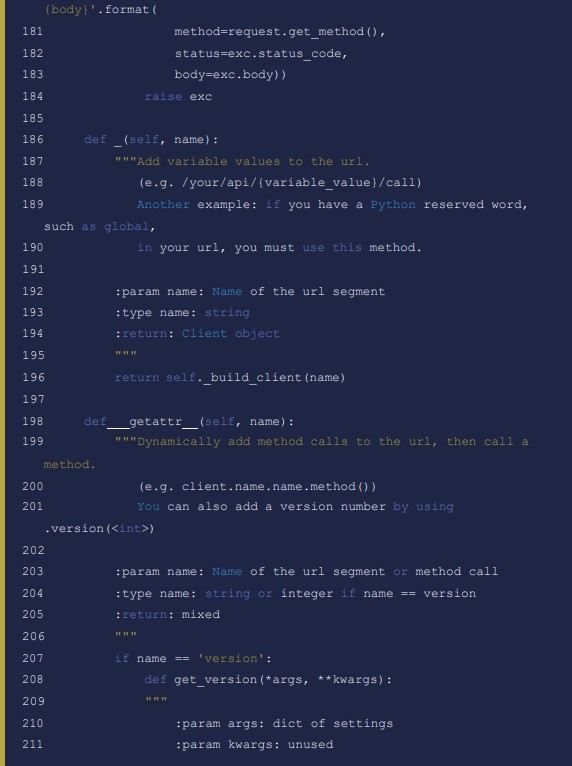 {body}'.format(
181                 method=request.get_method(),
182                 status=exc.status_code,
183                 body=exc.body))
184             raise exc
185
186     def _(self, name):
187         """Add variable values to the url.
188            (e.g. /your/api/{variable_value}/call)
189            Another example: if you have a Python reserved word,
such as global,
190            in your url, you must use this method.
191
192         :param name: Name of the url segment
193         :type name: string
194         :return: Client object
195         """
196         return self._build_client(name)
197
198     def __getattr__(self, name):
199         """Dynamically add method calls to the url, then call a
method.
200            (e.g. client.name.name.method())
201            You can also add a version number by using
.version(<int>)
202
203         :param name: Name of the url segment or method call
204         :type name: string or integer if name == version
205         :return: mixed
206         """
207         if name == 'version':
208             def get_version(*args, **kwargs):
209             """
210                 :param args: dict of settings
211                 :param kwargs: unused